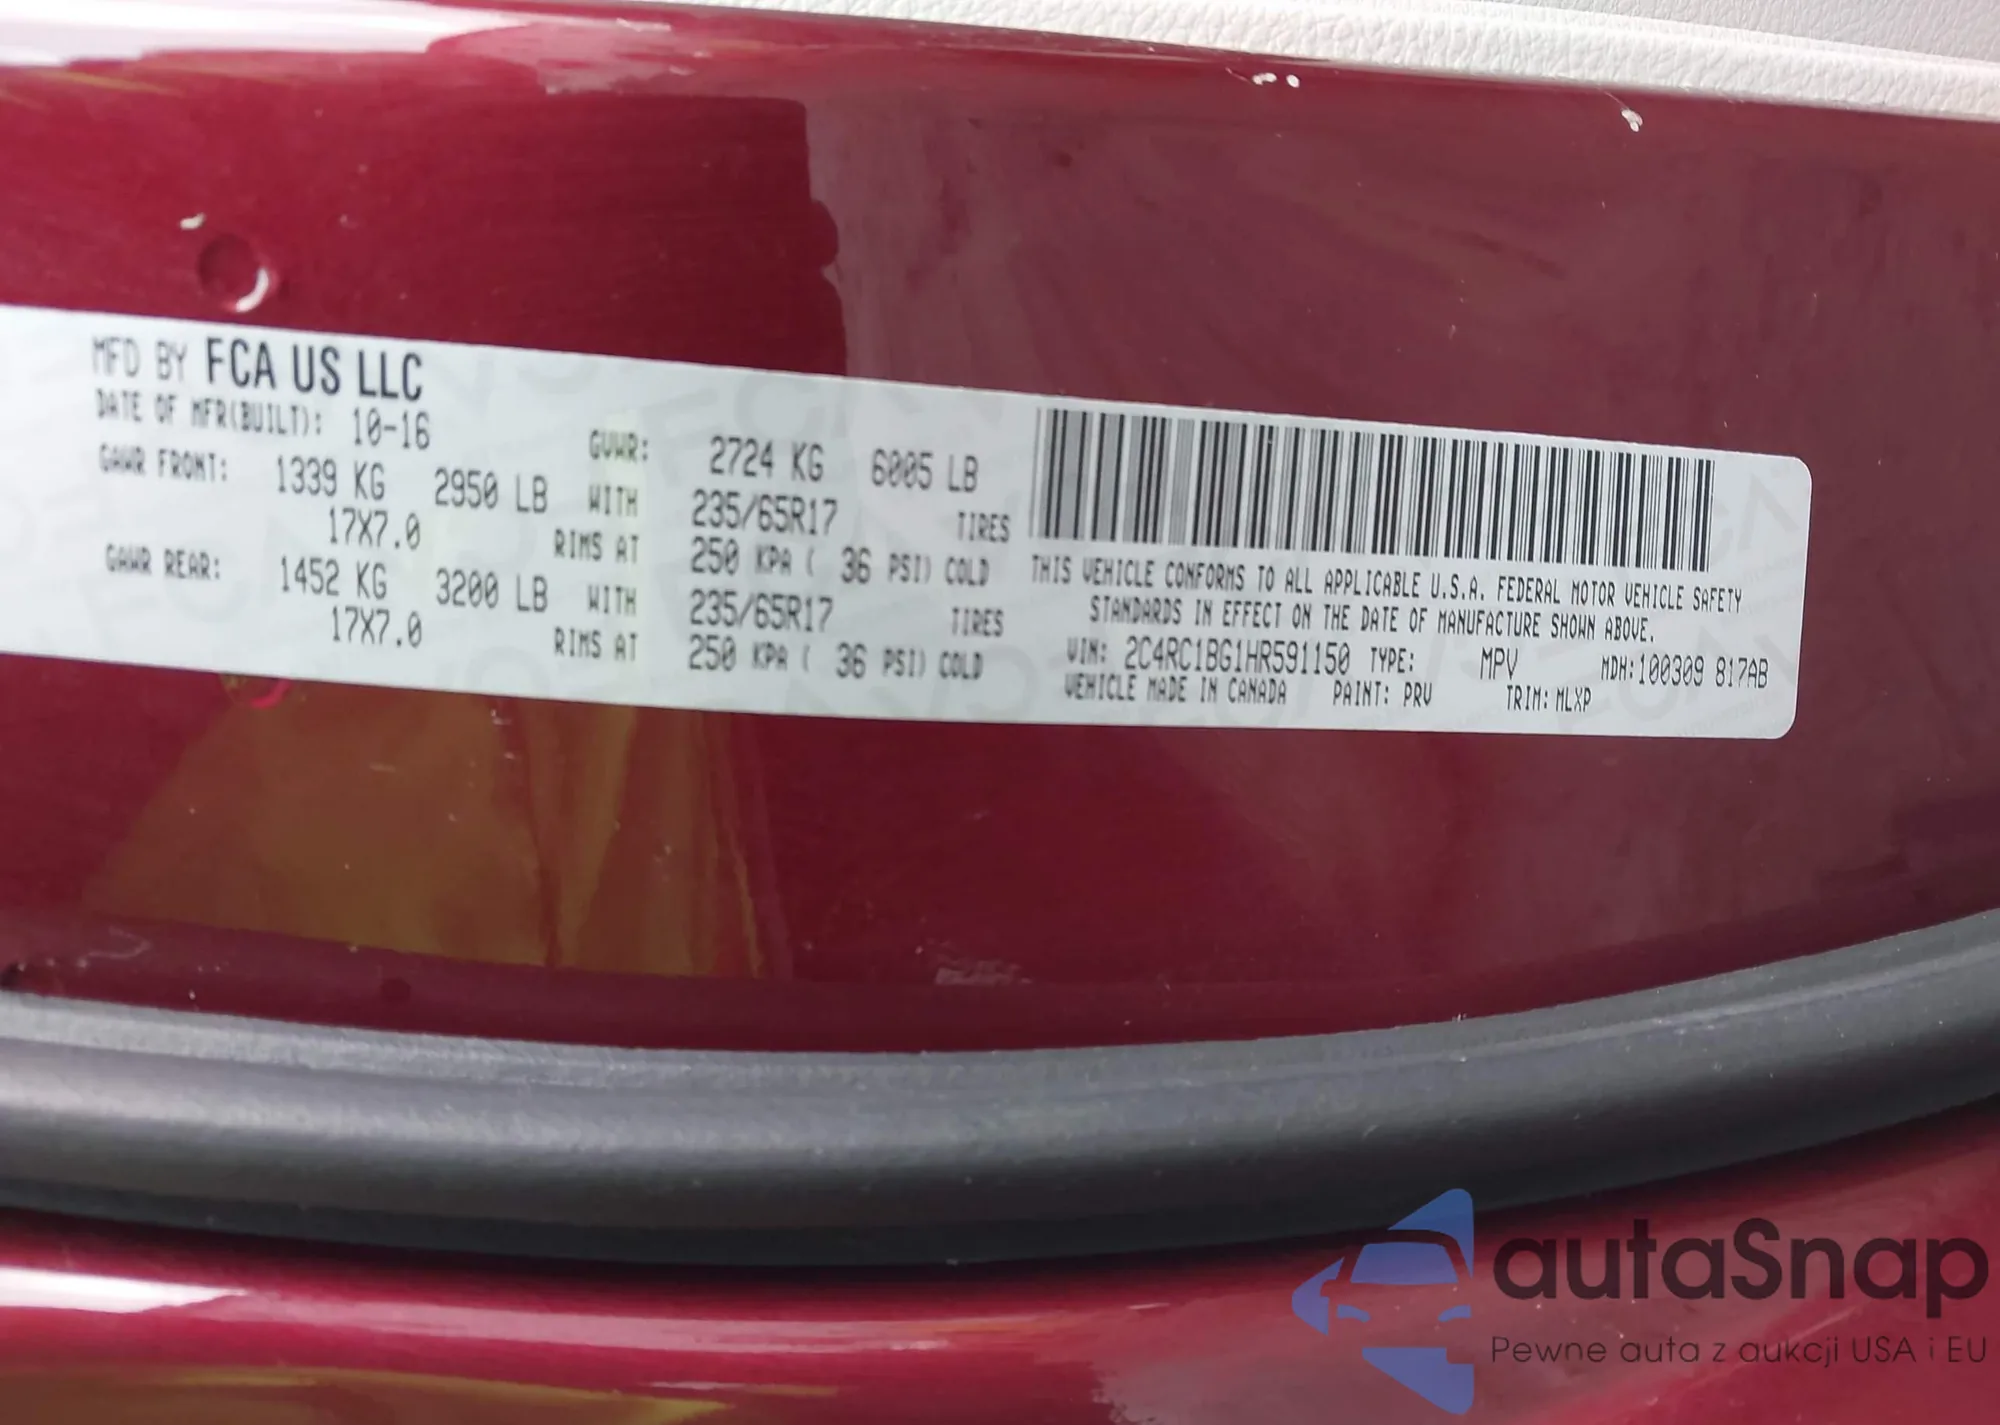 MFD BY FCA US LLC
DATE OF MFR(BUILT): 10-16 GVWR: 2724 KG 6005 LB
GAWR FRONT: 1339 KG 2950 LB WITH 235/65R17 TIRES
17X7.0 RIMS AT 250 KPA ( 36 PSI) COLD
GAWR REAR: 1452 KG 3200 LB WITH 235/65R17 TIRES
17X7.0 RIMS AT 250 KPA ( 36 PSI) COLD
THIS VEHICLE CONFORMS TO ALL APPLICABLE U.S.A. FEDERAL MOTOR VEHICLE SAFETY
STANDARDS IN EFFECT ON THE DATE OF MANUFACTURE SHOWN ABOVE.
VIN: 2C4RC1BG1HR591150 TYPE: MPV MDH:100309 817AB
VEHICLE MADE IN CANADA PAINT: PRV TRIM: MLXP
autaSnap
Pewne auta z aukcji USA i EU